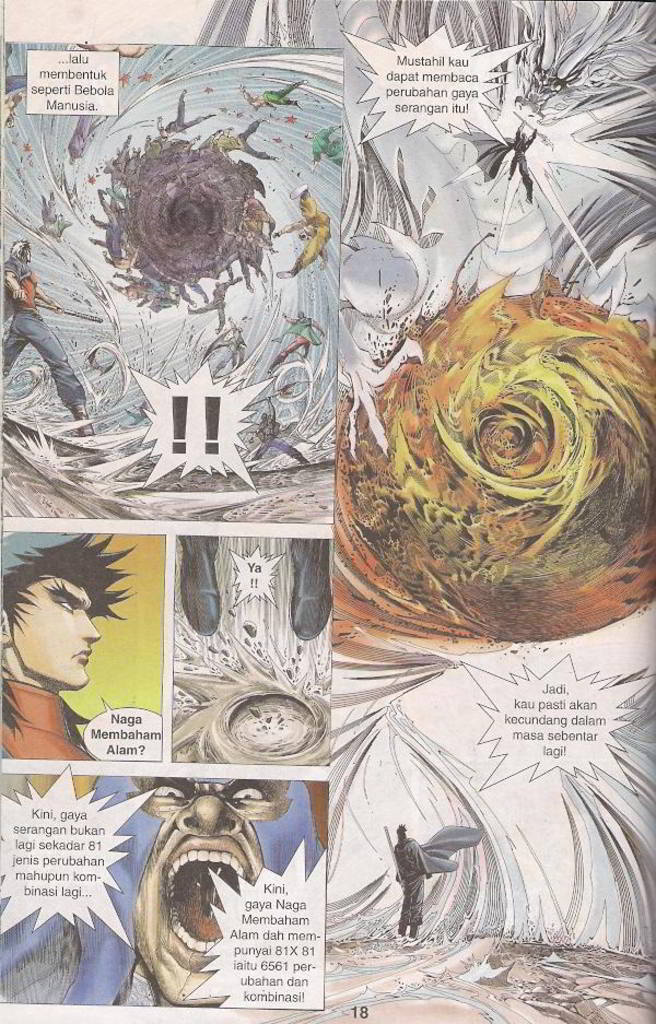 ...lalu
membentuk
seperti Bebola
Manusia.
!!
Naga
Membaham
Alam?
Ya
!!
Kini, gaya
serangan bukan
lagi sekadar 81
jenis perubahan
mahupun kom-
binasi lagi...
Kini,
gaya Naga
Membaham
Alam dah mem-
punyai 81X 81
iaitu 6561 per-
ubahan dan
kombinasi!
Mustahil kau
dapat membaca
perubahan gaya
serangan itu!
Jadi,
kau pasti akan
kecundang dalam
masa sebentar
lagi!
18